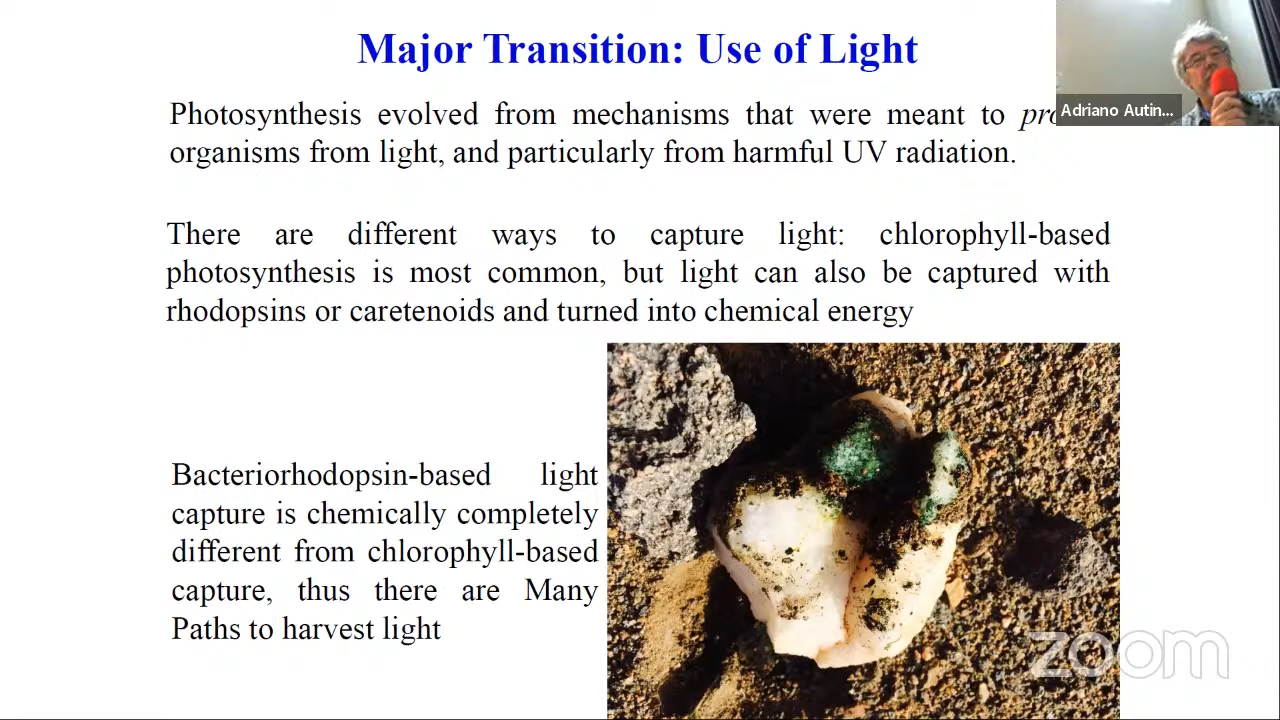 Major Transition: Use of Light
Adriano Autin...
Photosynthesis evolved from mechanisms that were meant to
organisms from light, and particularly from harmful UV radiation.
There are different ways to capture light: chlorophyll-based
photosynthesis is most common, but light can also be captured with
rhodopsins or caretenoids and turned into chemical energy
Bacteriorhodopsin-based light
capture is chemically completely
different from chlorophyll-based
capture, thus there are Many
Paths to harvest light
zoom